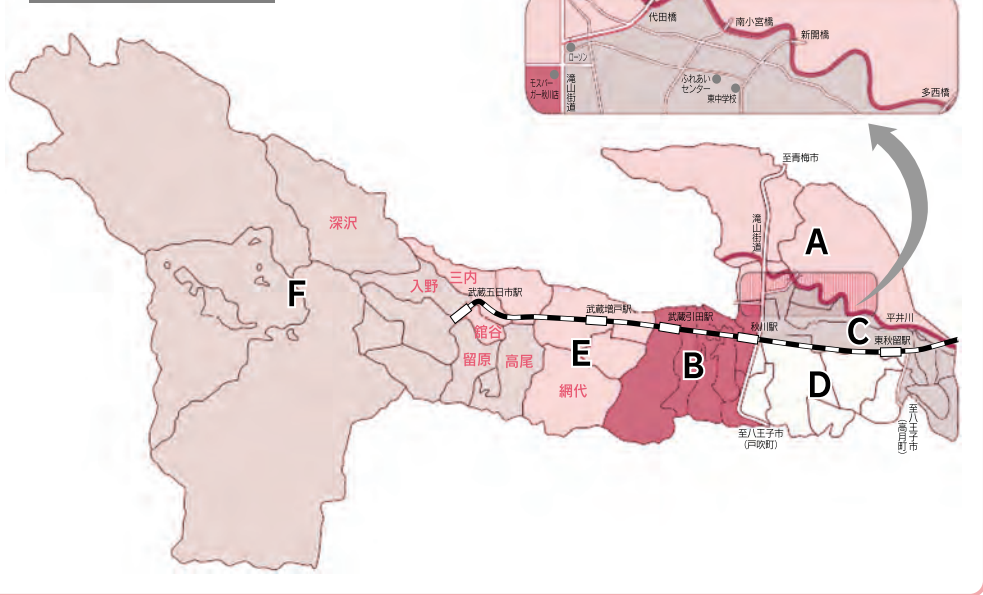 代田橋
南小宮橋
新開橋
ローソン
モスバー
ガー秋川店
滝山街道
ふれあい
センター
東中学校
多西橋
至青梅市
滝山街道
A
深沢
F
入野
三内
武蔵五日市駅
舘谷
留原
高尾
武蔵増戸駅
E
網代
武蔵引田駅
B
秋川駅
C
平井川
東秋留駅
D
至八王子市
(戸吹町)
至八王子市
(高月町)